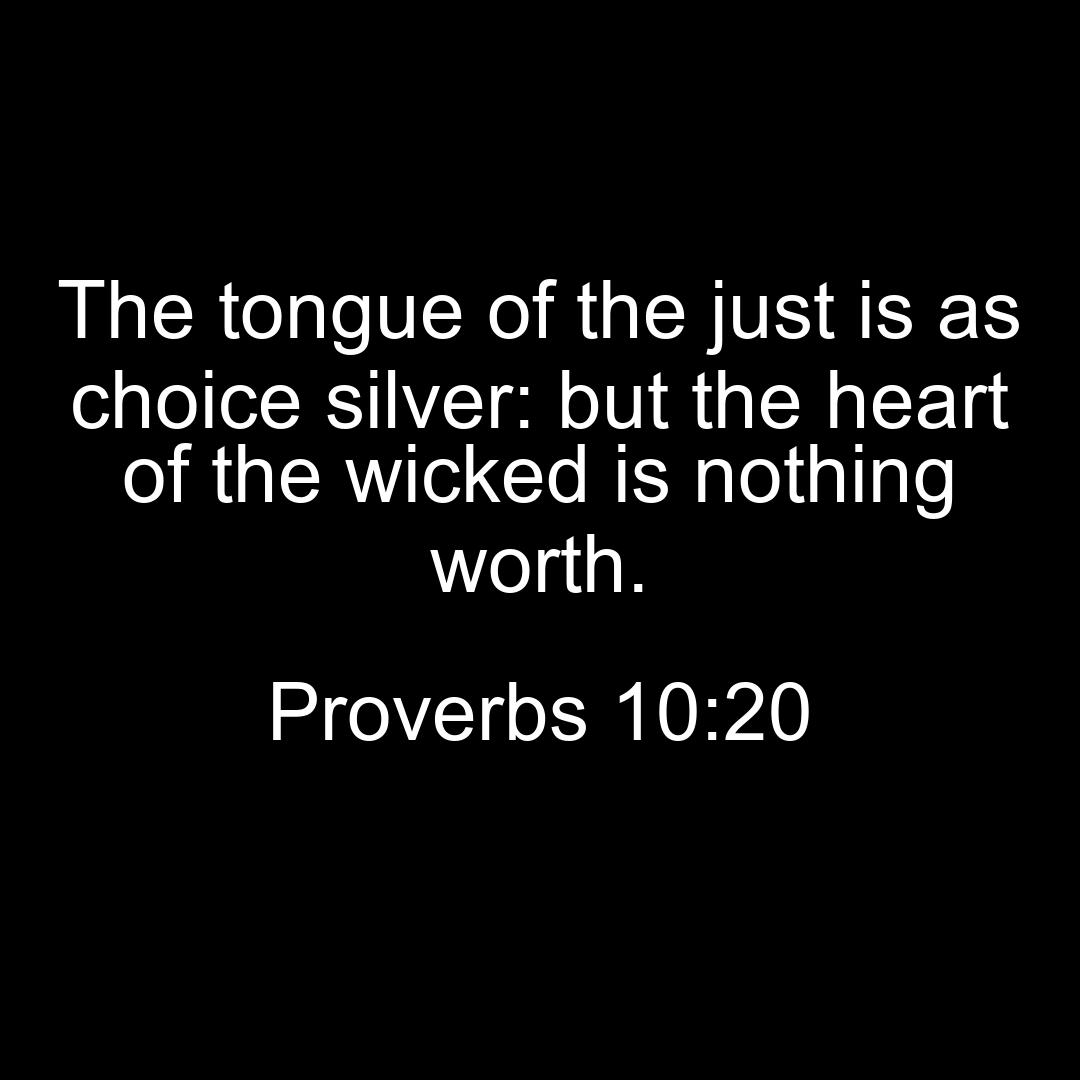 The tongue of the just is as
choice silver: but the heart
of the wicked is nothing
worth.
Proverbs 10:20